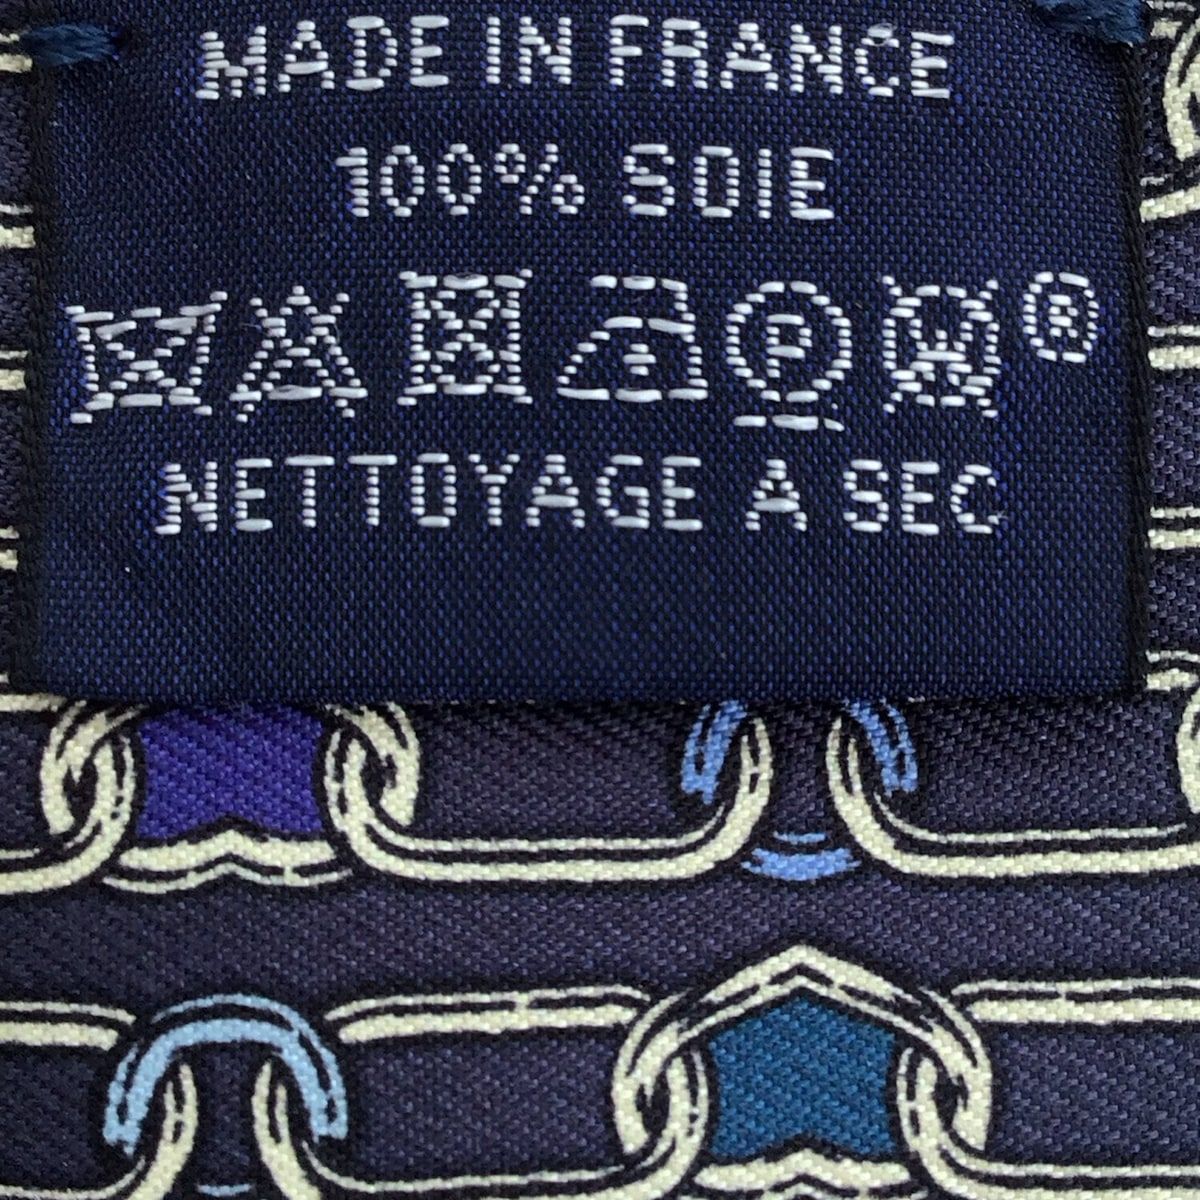 MADE IN FRANCE
100% SOIE
P W ®
NETTOYAGE A SEC